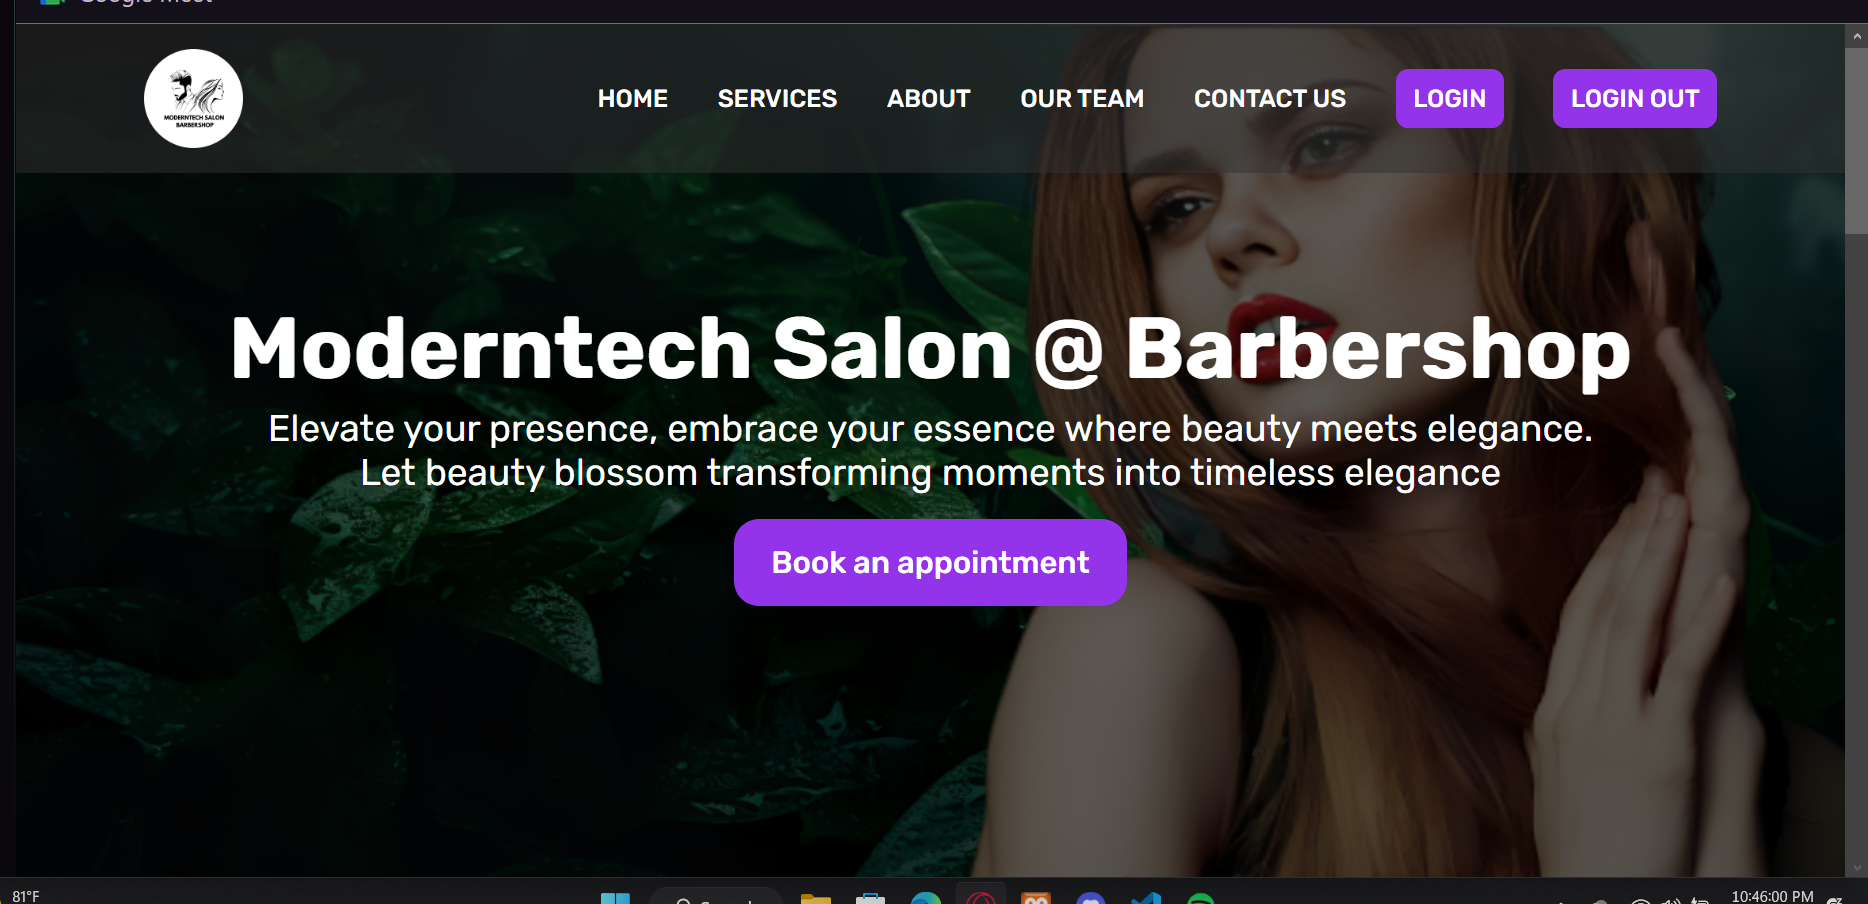 HOME SERVICES ABOUT OUR TEAM CONTACT US LOGIN LOGIN OUT
MODERNTECH SALON
BARBERSHOP
Moderntech Salon @ Barbershop
Elevate your presence, embrace your essence where beauty meets elegance.
Let beauty blossom transforming moments into timeless elegance
Book an appointment
81°F
10:46:00 PM